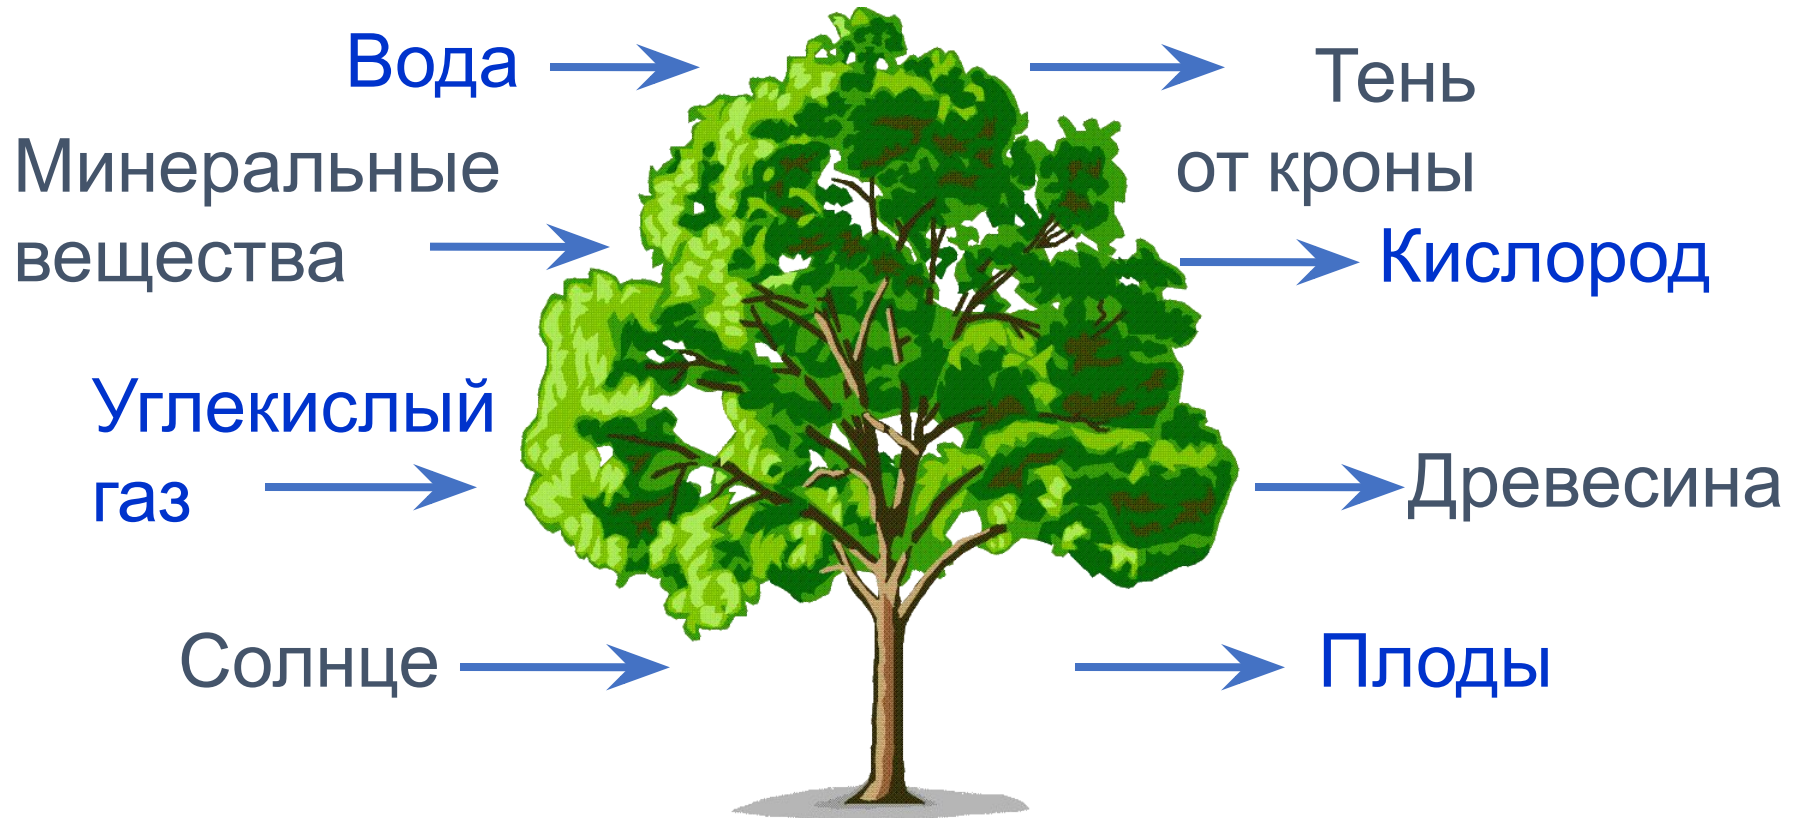 Вода
Минеральные
вещества
Углекислый
газ
Солнце
Тень
от кроны
Кислород
Древесина
Плоды